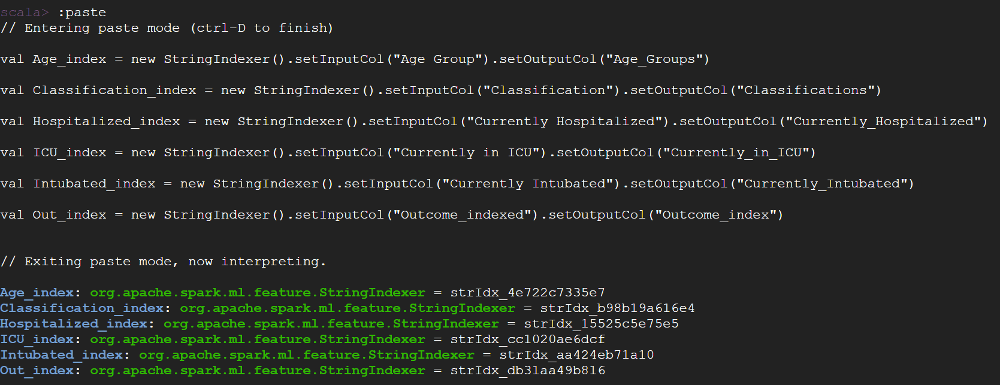 scala> :paste
// Entering paste mode (ctrl-D to finish)
val Age_index = new StringIndexer().setInputCol("Age Group").setOutputCol("Age_Groups")
val Classification_index = new StringIndexer().setInputCol("Classification").setOutputCol("Classifications")
val Hospitalized_index = new StringIndexer().setInputCol("Currently Hospitalized").setOutputCol("Currently_Hospitalized")
val ICU_index = new StringIndexer().setInputCol("Currently in ICU").setOutputCol("Currently_in_ICU")
val Intubated_index = new StringIndexer().setInputCol("Currently Intubated").setOutputCol("Currently_Intubated")
val Out_index = new StringIndexer().setInputCol("Outcome_indexed").setOutputCol("Outcome_index")
// Exiting paste mode, now interpreting.
Age_index: org.apache.spark.ml.feature.StringIndexer = strIdx_4e722c7335e7
Classification_index: org.apache.spark.ml.feature.StringIndexer = strIdx_b98b19a616e4
Hospitalized_index: org.apache.spark.ml.feature.StringIndexer = strIdx_15525c5e75e5
ICU_index: org.apache.spark.ml.feature.StringIndexer = strIdx_cc1020ae6dcf
Intubated_index: org.apache.spark.ml.feature.StringIndexer = strIdx_aa424eb71a10
Out_index: org.apache.spark.ml.feature.StringIndexer = strIdx_db31aa49b816